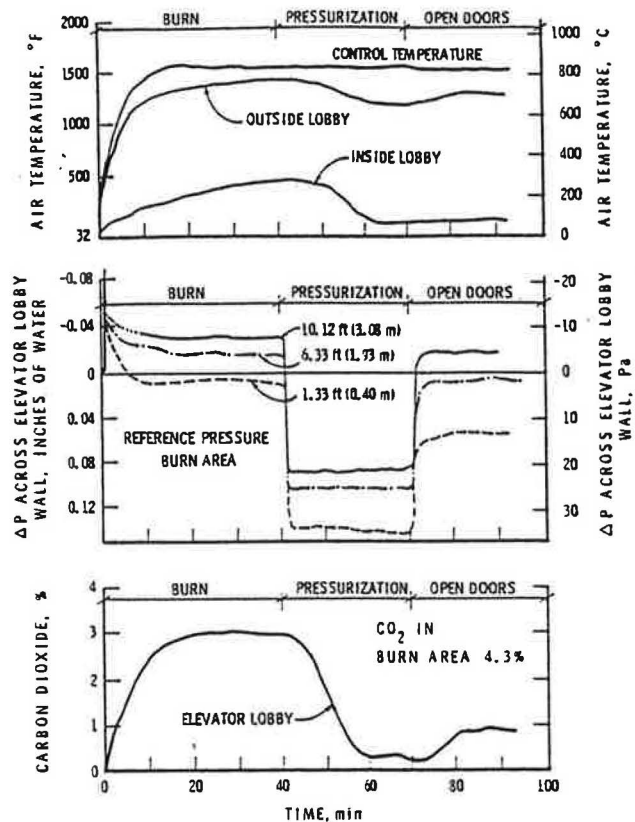 BURN
PRESSURIZATION
OPEN DOORS
2000
1500
1000
500
32
AIR TEMPERATURE, °F
CONTROL TEMPERATURE
OUTSIDE LOBBY
INSIDE LOBBY
1000
800
600
400
200
0
AIR TEMPERATURE, °C
-0.08
-0.04
0
0.04
0.08
0.12
ΔP ACROSS ELEVATOR LOBBY
WALL, INCHES OF WATER
BURN
PRESSURIZATION,
OPEN DOORS
10.12 ft (3.08 m)
6.33 ft (1.93 m)
1.33 ft (0.40 m)
REFERENCE PRESSURE
BURN AREA
-20
-10
0
10
20
30
ΔP ACROSS ELEVATOR LOBBY
WALL, Pa
4
3
2
1
0
CARBON DIOXIDE, %
BURN
PRESSURIZATION,
OPEN DOORS
CO2 IN
BURN AREA 4.3%
ELEVATOR LOBBY
0
20
40
60
80
100
TIME, min